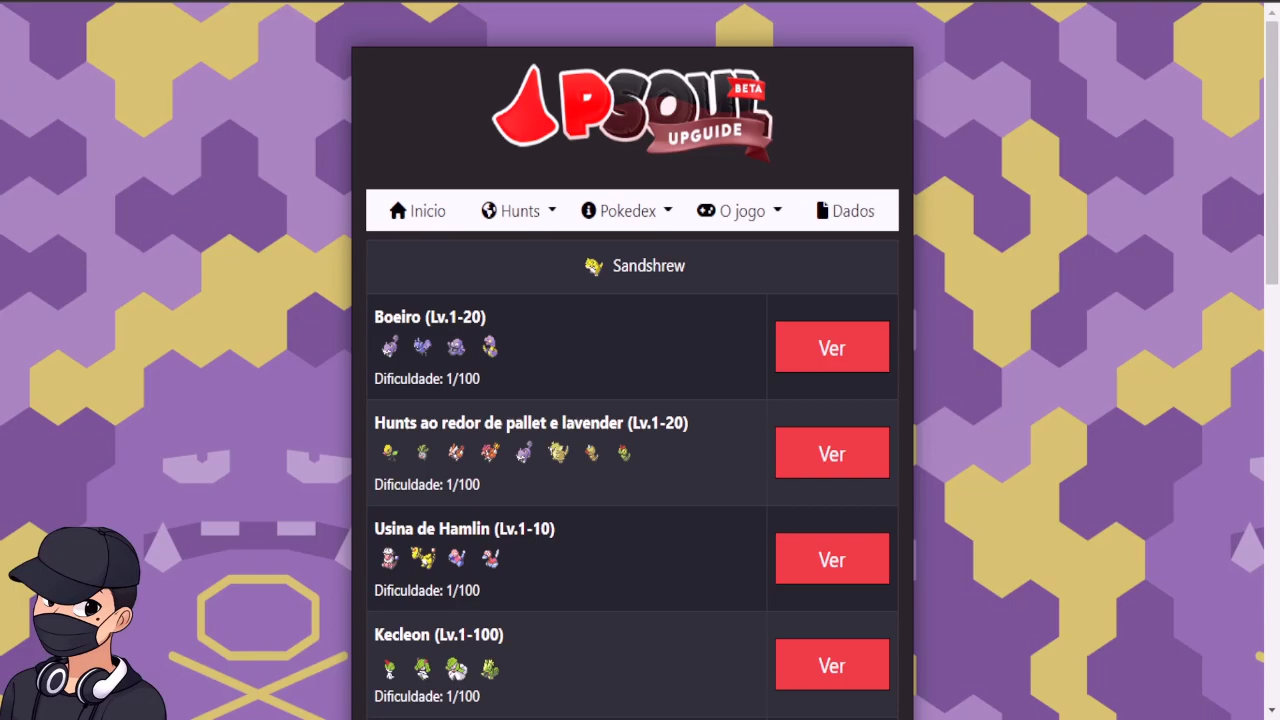 PSOUL
BETA
UPGUIDE
Inicio Hunts Pokedex O jogo Dados
Sandshrew
Boeiro (Lv.1-20)
Ver
Dificuldade: 1/100
Hunts ao redor de pallet e lavender (Lv.1-20)
Ver
Dificuldade: 1/100
Usina de Hamlin (Lv.1-10)
Ver
Dificuldade: 1/100
Kecleon (Lv.1-100)
Ver
Dificuldade: 1/100